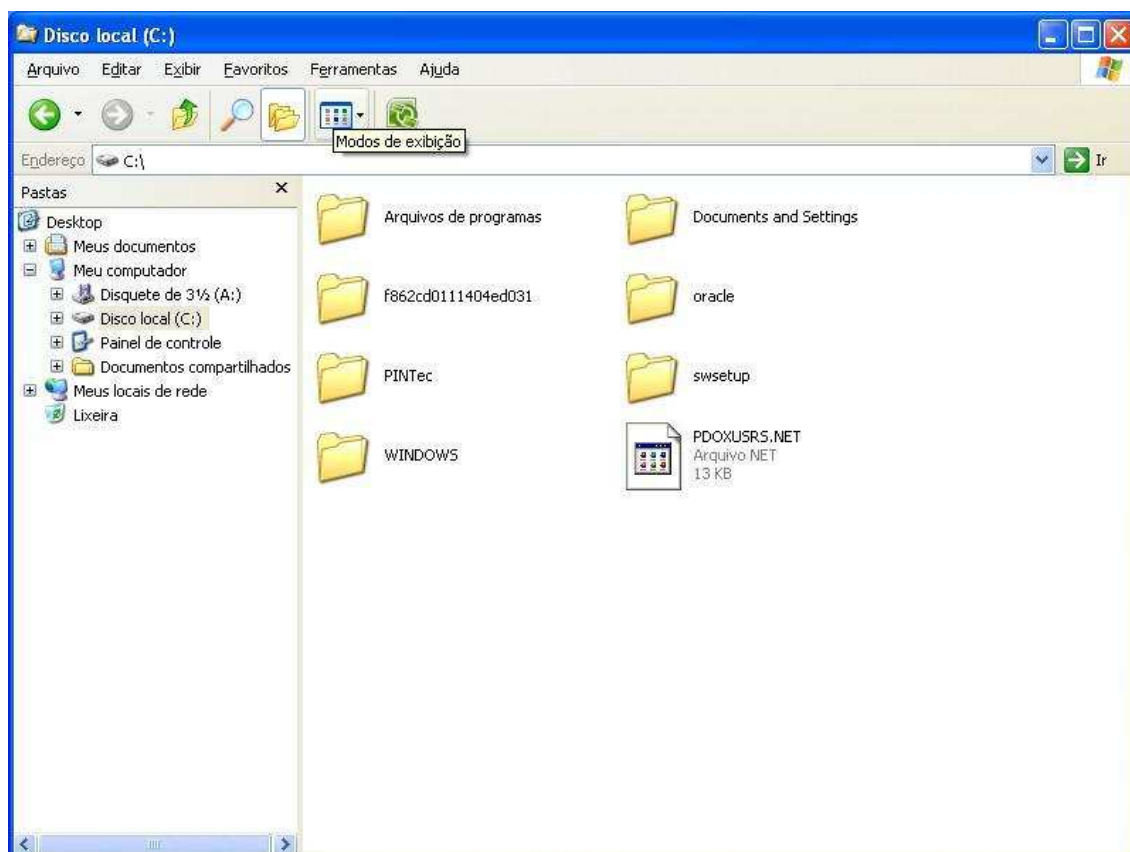 Disco local (C:)
Arquivo Editar Exibir Favoritos Ferramentas Ajuda
Modos de exibição
Endereço C:\ Ir
Pastas
Desktop
Meus documentos
Meu computador
Disquete de 3½ (A:)
Disco local (C:)
Painel de controle
Documentos compartilhados
Meus locais de rede
Lixeira
Arquivos de programas
Documents and Settings
f862cd0111404ed031
oracle
PINTec
swsetup
WINDOWS
PDOXUSRS.NET
Arquivo NET
13 KB